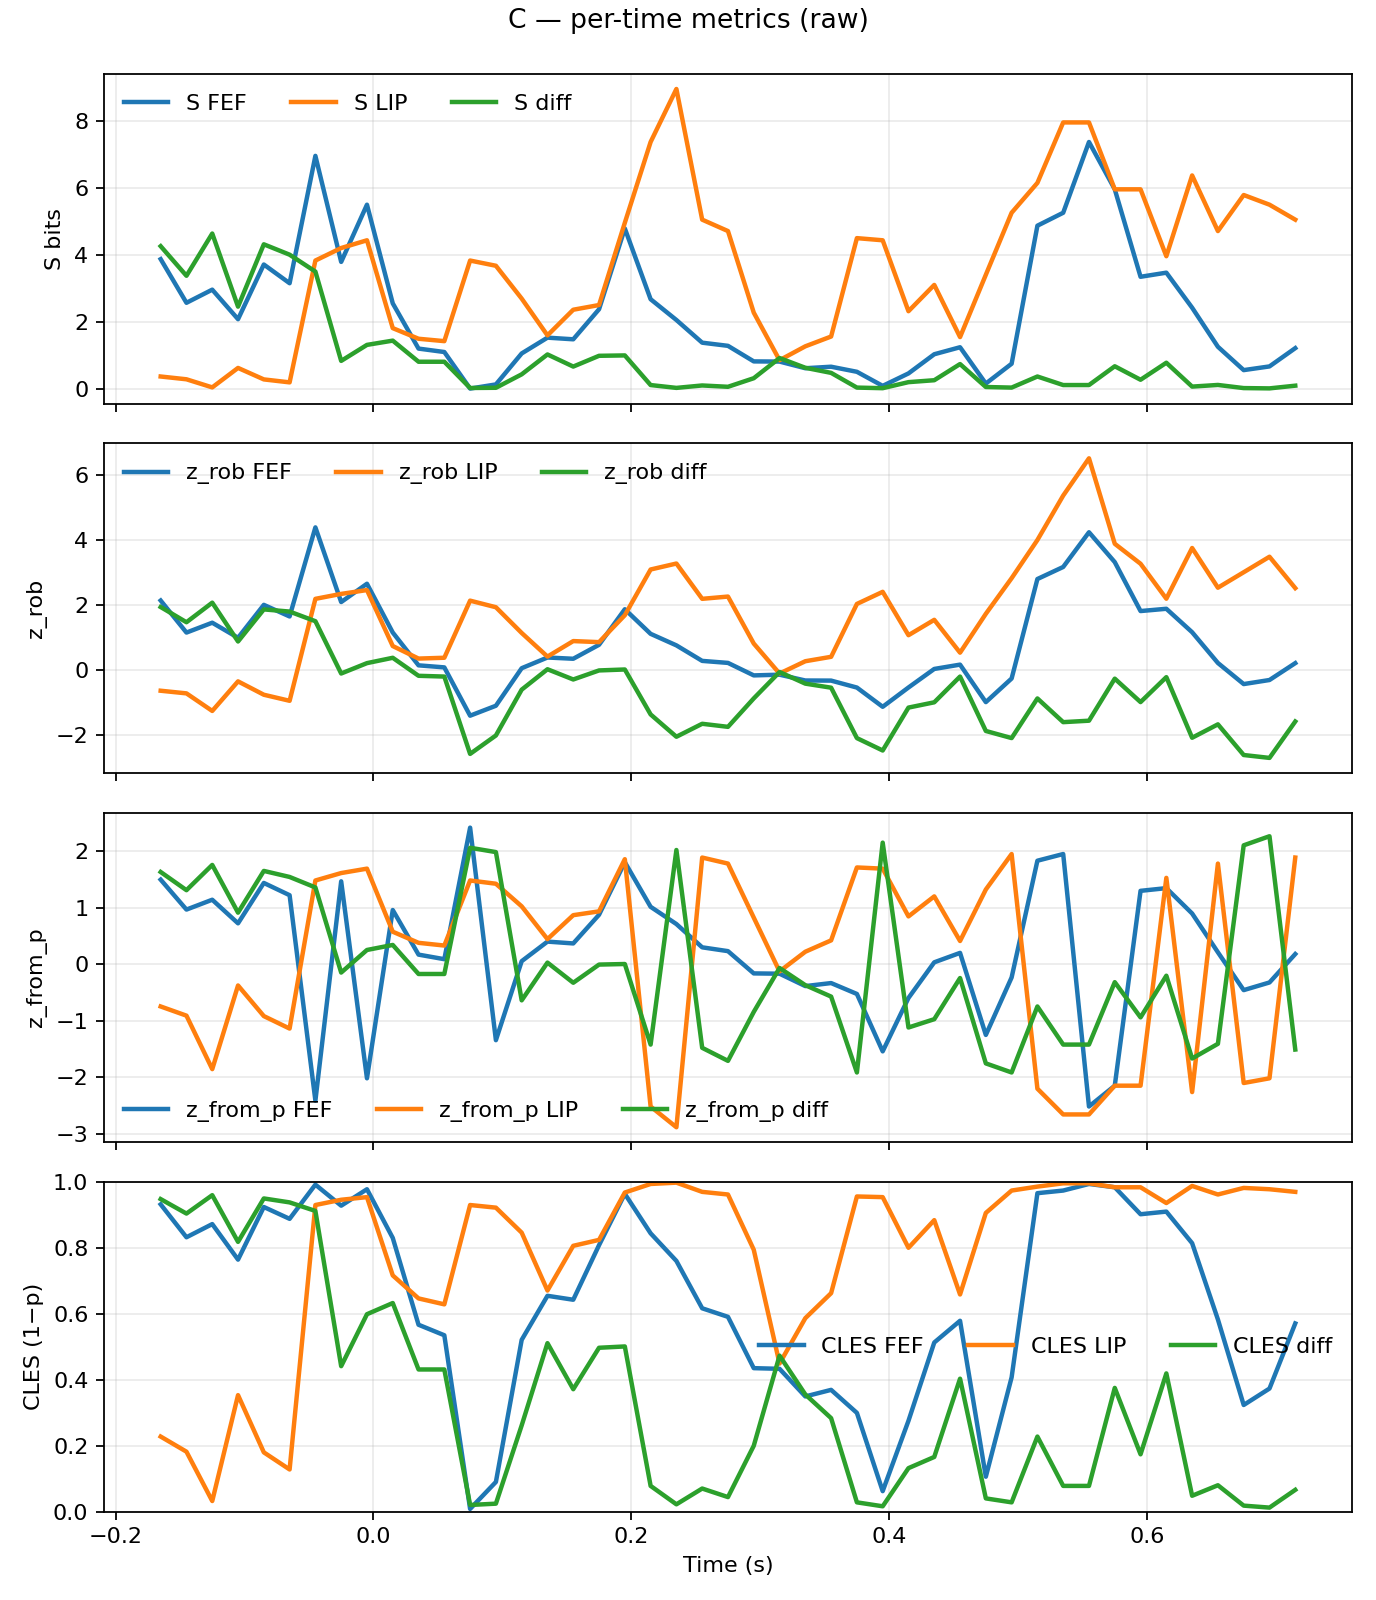 C — per-time metrics (raw)
S FEF S LIP S diff
8
6
4
2
0
S bits
z_rob FEF z_rob LIP z_rob diff
6
4
2
0
−2
z_rob
2
1
0
−1
−2
−3
z_from_p
z_from_p FEF z_from_p LIP z_from_p diff
1.0
0.8
0.6
0.4
0.2
0.0
CLES (1−p)
CLES FEF CLES LIP CLES diff
−0.2 0.0 0.2 0.4 0.6
Time (s)